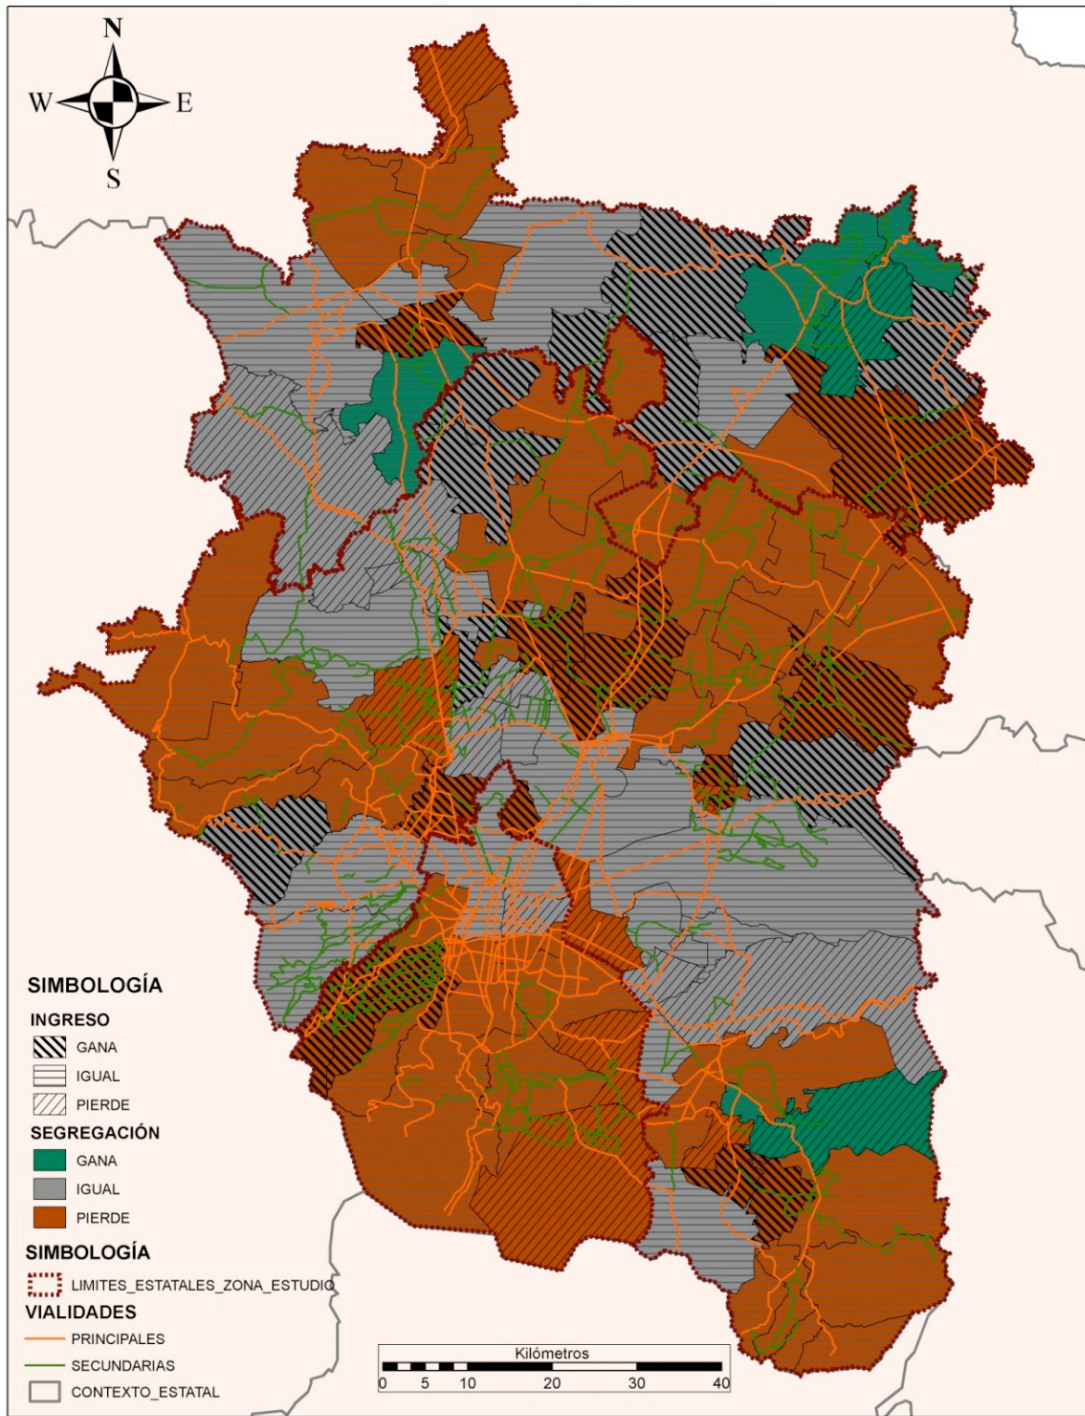 N
W E
S
SIMBOLOGÍA
INGRESO
GANA
IGUAL
PIERDE
SEGREGACIÓN
GANA
IGUAL
PIERDE
SIMBOLOGÍA
LIMITES_ESTATALES_ZONA_ESTUDIO
VIALIDADES
PRINCIPALES
SECUNDARIAS
CONTEXTO_ESTATAL
Kilómetros
0 5 10 20 30 40